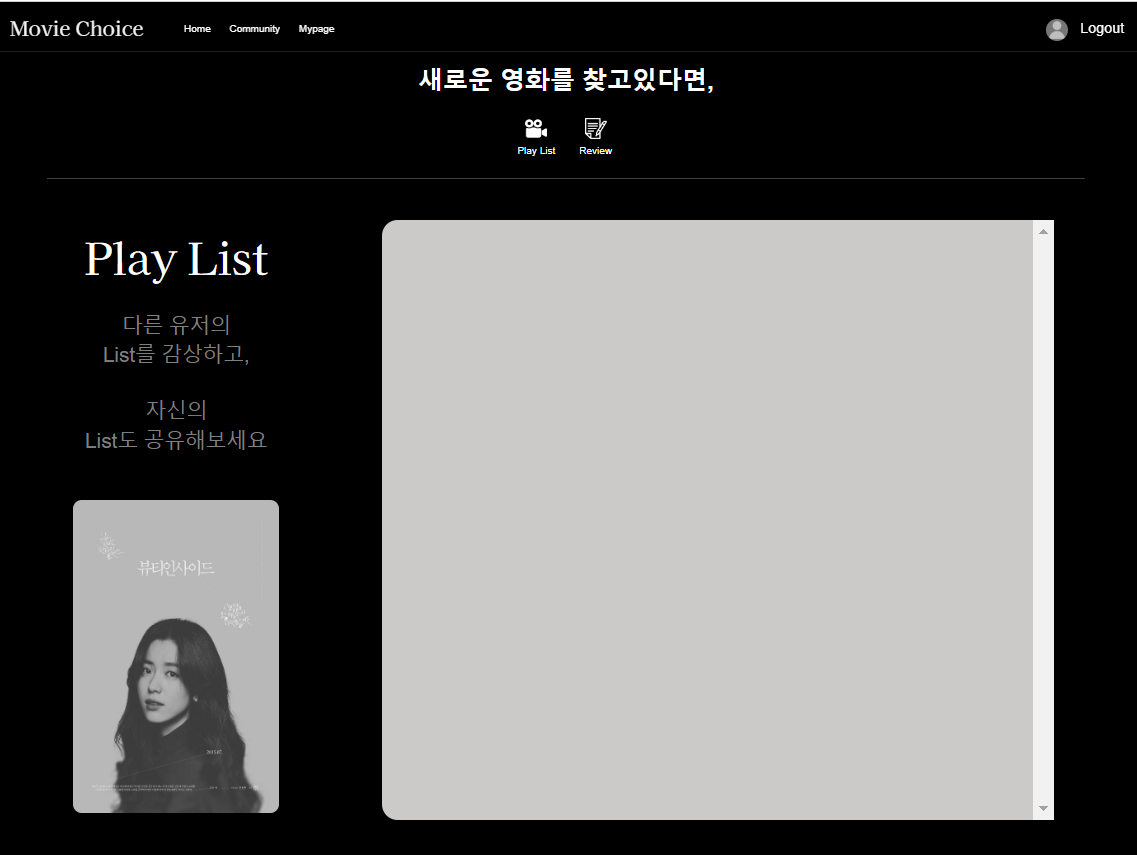 Movie Choice
Home Community Mypage
Logout
새로운 영화를 찾고있다면,
Play List Review
Play List
다른 유저의
List를 감상하고,
자신의
List도 공유해보세요
뷰티인사이드